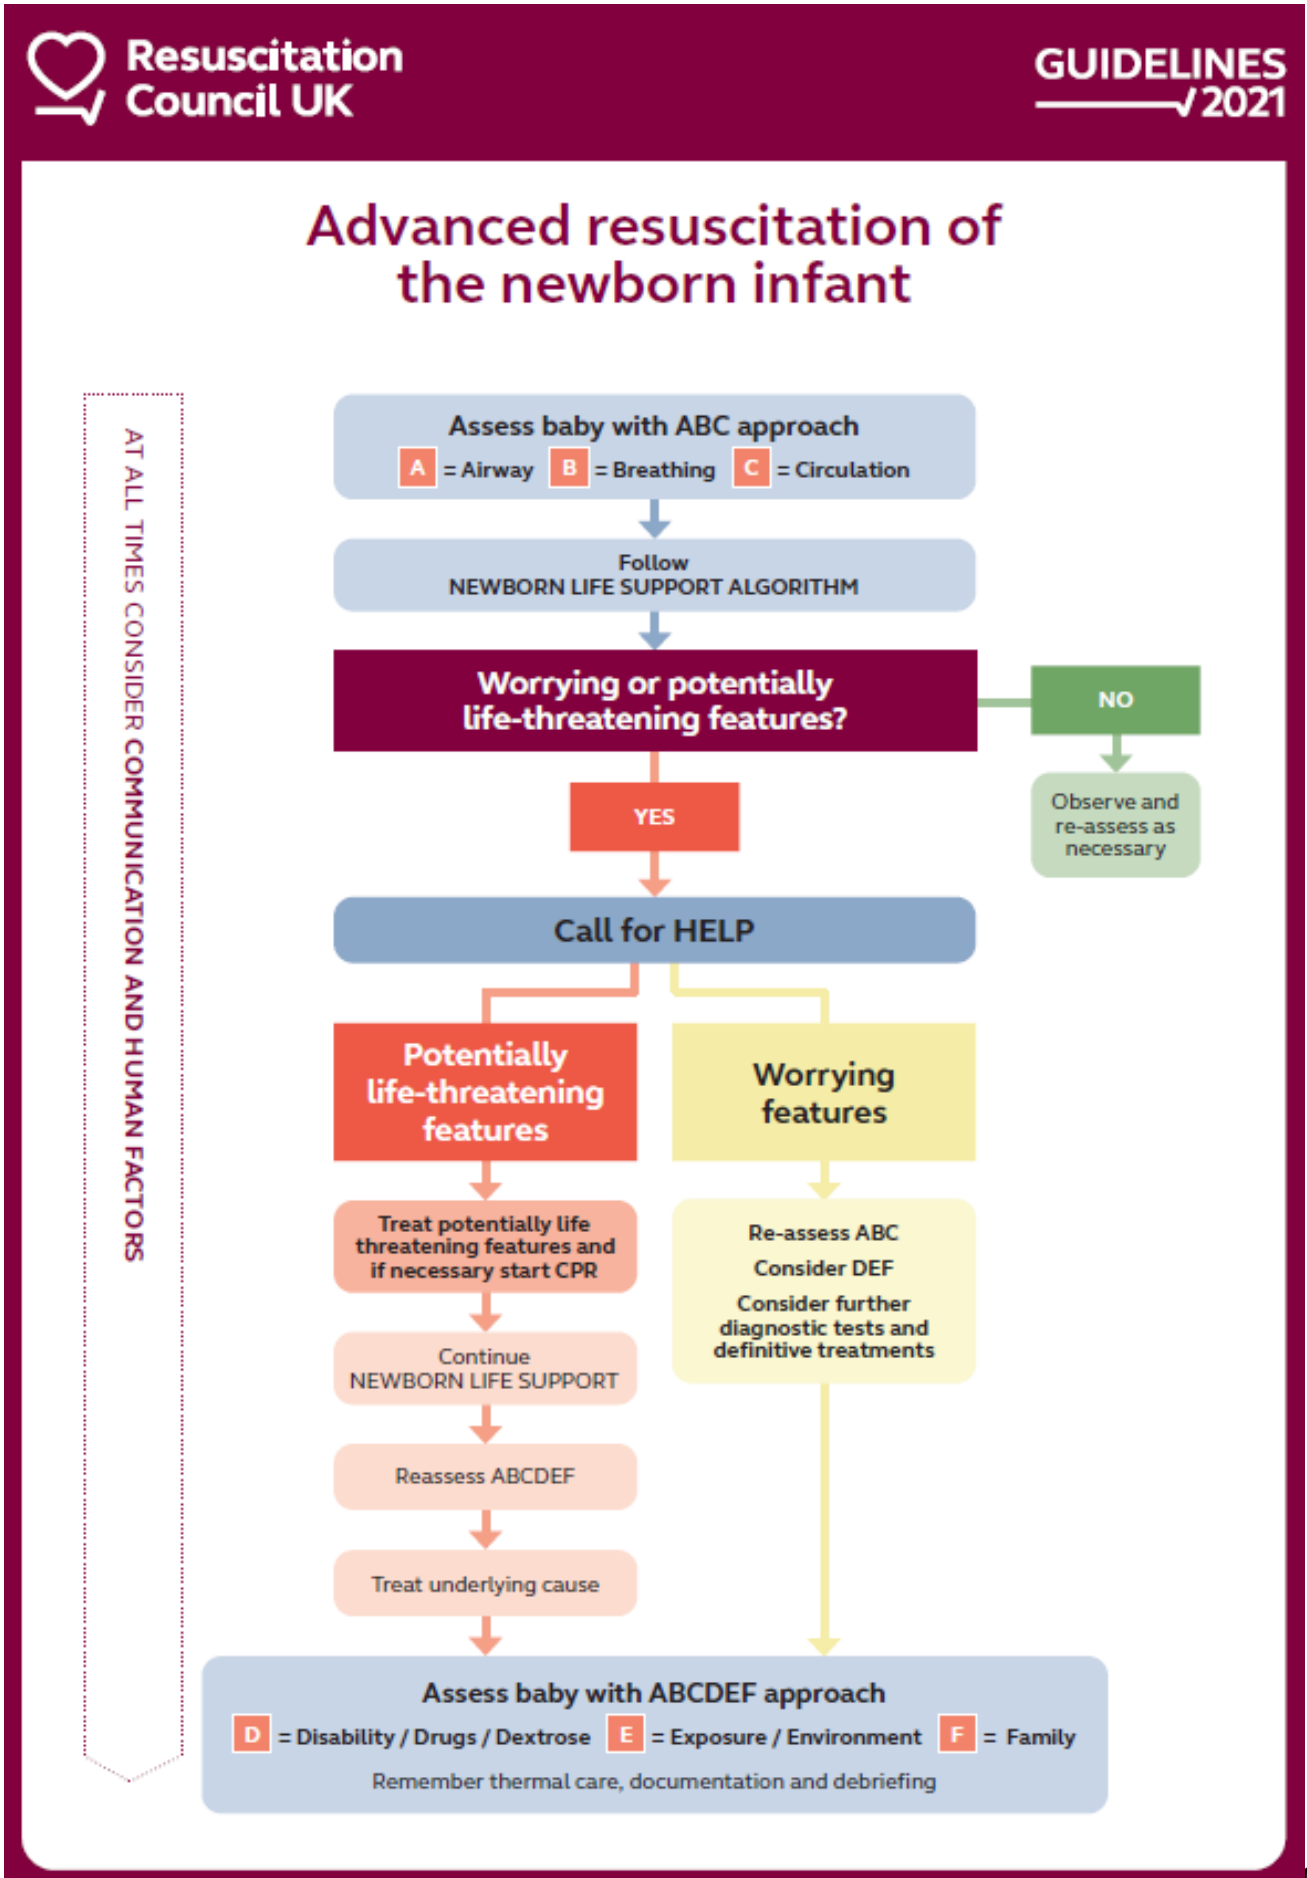 Resuscitation
Council UK
GUIDELINES
2021
Advanced resuscitation of
the newborn infant
AT ALL TIMES CONSIDER COMMUNICATION AND HUMAN FACTORS
Assess baby with ABC approach
A = Airway B = Breathing C = Circulation
Follow
NEWBORN LIFE SUPPORT ALGORITHM
Worrying or potentially
life-threatening features?
NO
Observe and
re-assess as
necessary
YES
Call for HELP
Potentially
life-threatening
features
Treat potentially life
threatening features and
if necessary start CPR
Continue
NEWBORN LIFE SUPPORT
Reassess ABCDEF
Treat underlying cause
Worrying
features
Re-assess ABC
Consider DEF
Consider further
diagnostic tests and
definitive treatments
Assess baby with ABCDEF approach
D = Disability / Drugs / Dextrose E = Exposure / Environment F = Family
Remember thermal care, documentation and debriefing